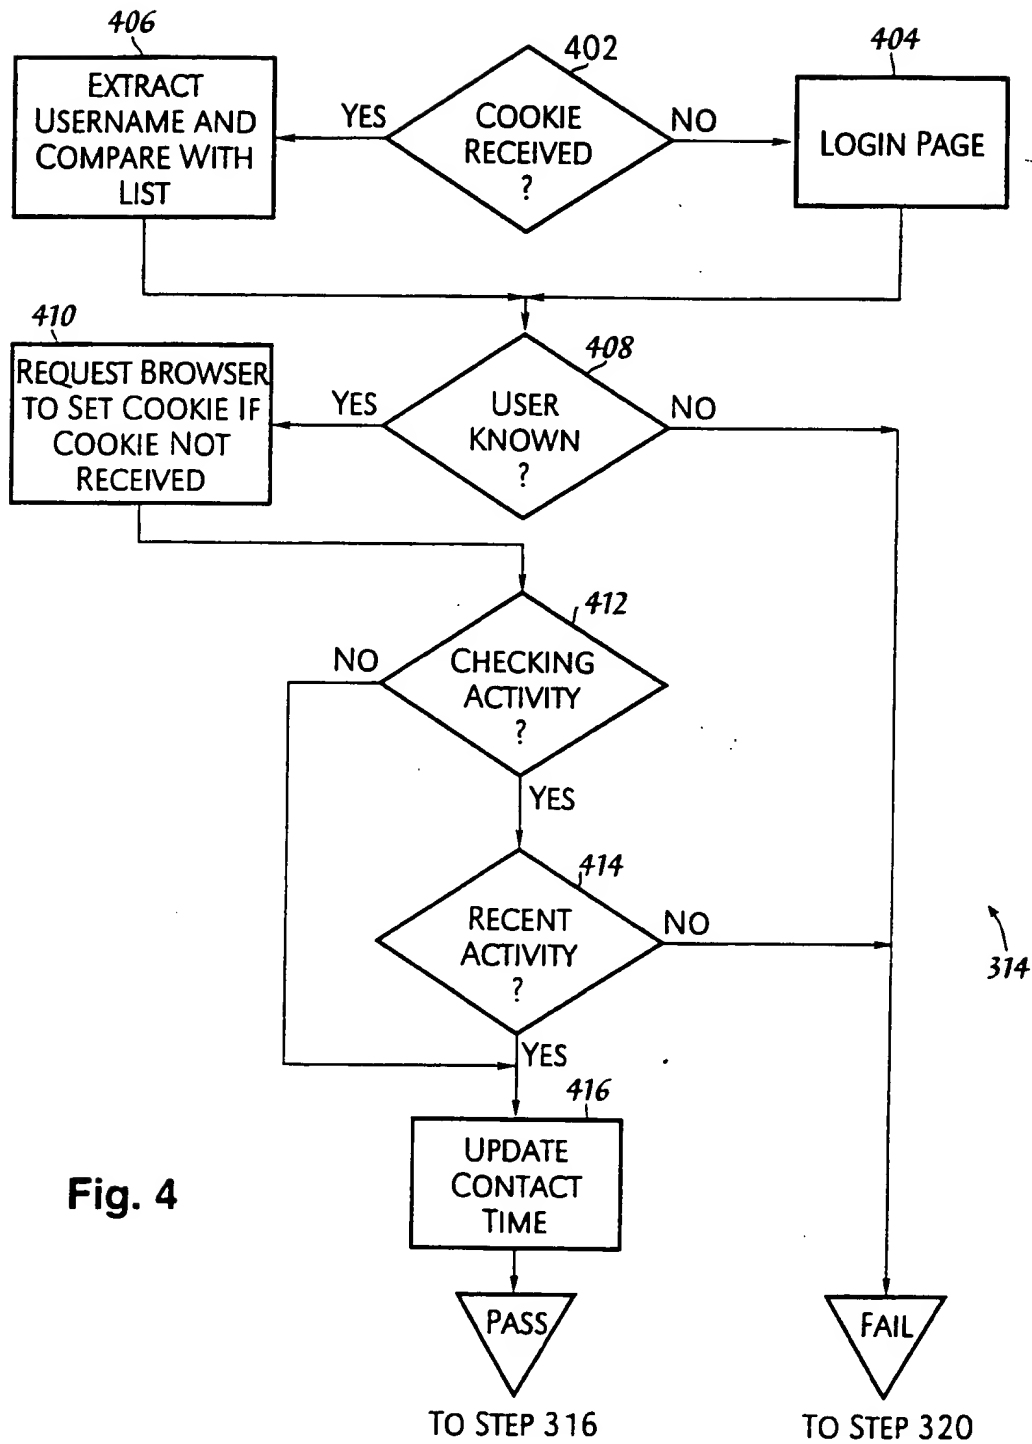 406
EXTRACT
USERNAME AND
COMPARE WITH
LIST
YES
402
COOKIE
RECEIVED
?
NO
404
LOGIN PAGE
410
REQUEST BROWSER
TO SET COOKIE IF
COOKIE NOT
RECEIVED
YES
408
USER
KNOWN
?
NO
412
CHECKING
ACTIVITY
?
NO
YES
414
RECENT
ACTIVITY
?
NO
314
YES
416
UPDATE
CONTACT
TIME
Fig. 4
PASS
FAIL
TO STEP 316
TO STEP 320